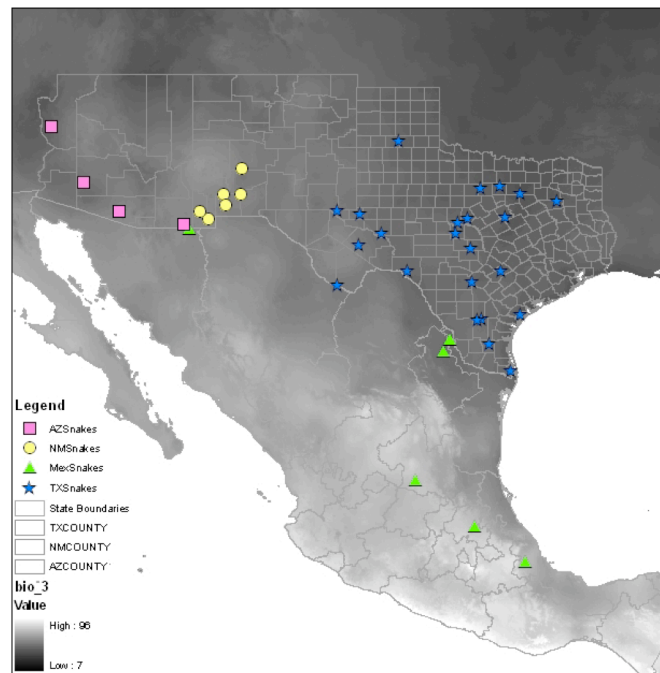 Legend
AZSnakes
NMSnakes
MexSnakes
TXSnakes
State Boundaries
TXCOUNTY
NMCOUNTY
AZCOUNTY
bio_3
Value
High : 96
Low : 7